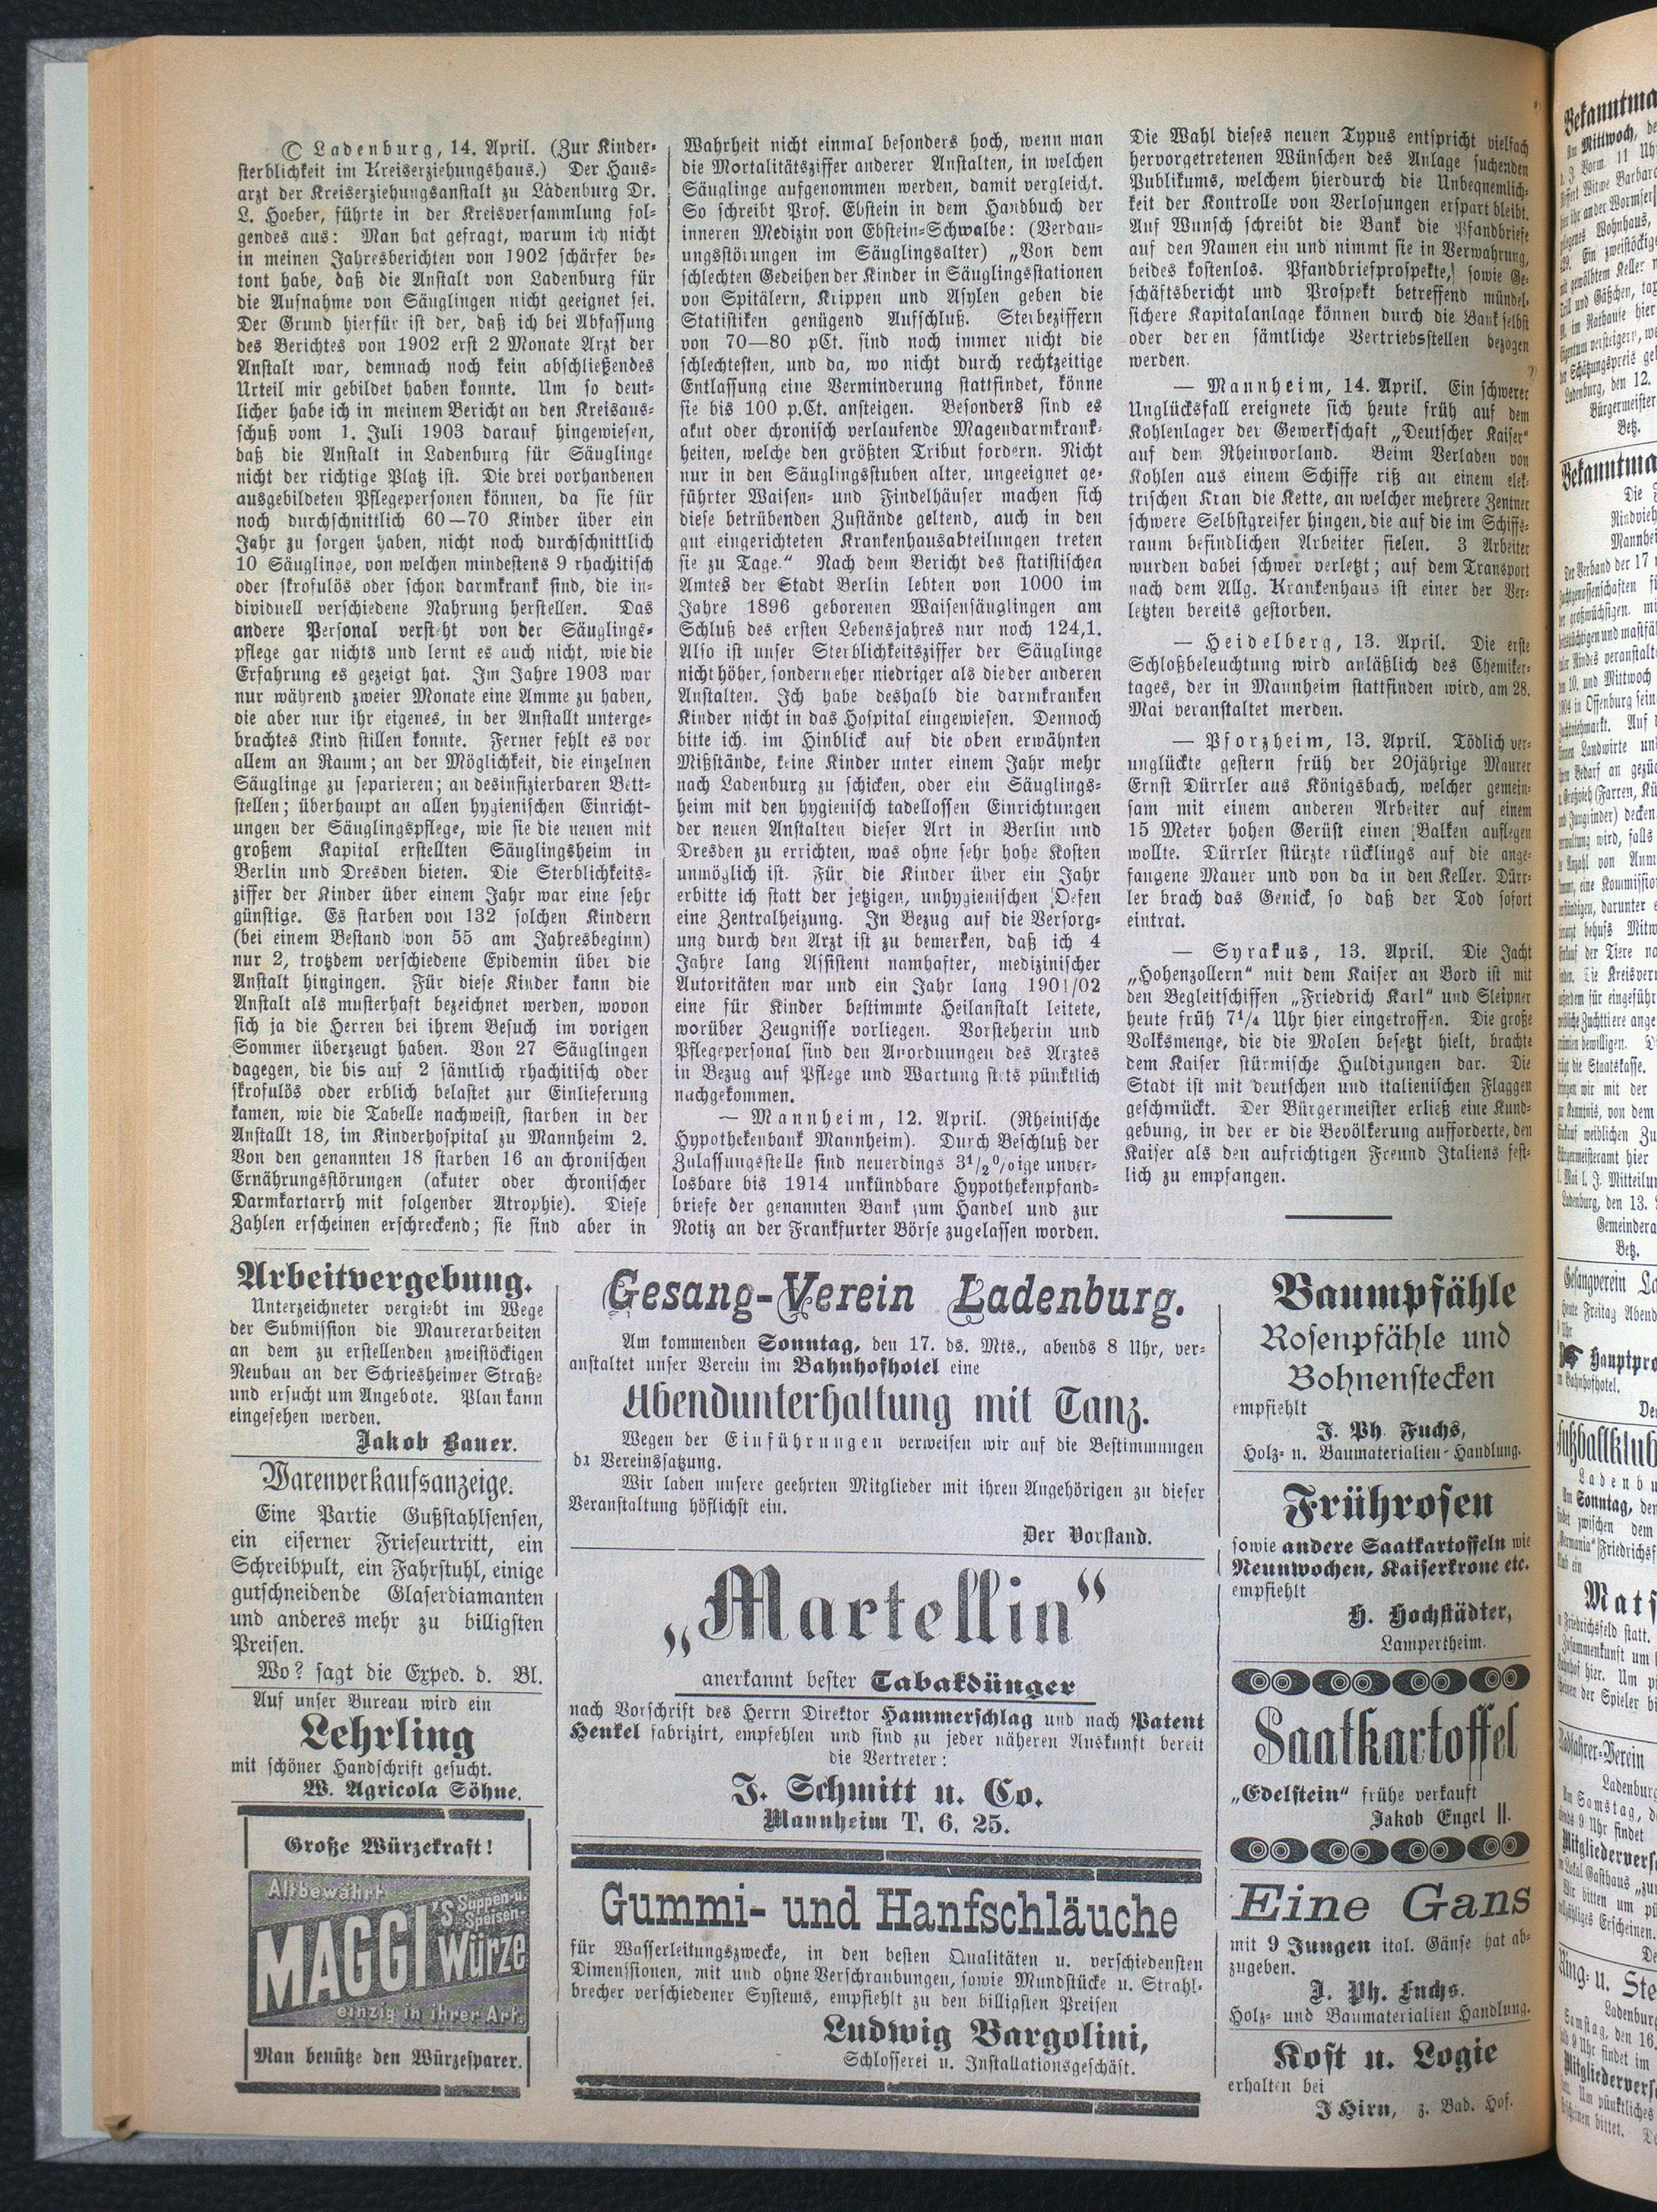 © Ladenburg, 14. April. (Zur Kinder-
sterblichkeit im Kreiserziehungshaus.) Der Haus-
arzt der Kreiserziehungsanstalt zu Ladenburg Dr.
L. Hoeber, führte in der Kreisversammlung fol-
gendes aus: Man hat gefragt, warum ich nicht
in meinen Jahresberichten von 1902 schärfer be-
tont habe, daß die Anstalt von Ladenburg für
die Aufnahme von Säuglingen nicht geeignet sei.
Der Grund hierfür ist der, daß ich bei Abfassung
des Berichtes von 1902 erst 2 Monate Arzt der
Anstalt war, demnach noch kein abschließendes
Urteil mir gebildet haben konnte. Um so deut-
licher habe ich in meinem Bericht an den Kreisaus-
schuß vom 1. Juli 1903 darauf hingewiesen,
daß die Anstalt in Ladenburg für Säuglinge
nicht der richtige Platz ist. Die drei vorhandenen
ausgebildeten Pflegepersonen können, da sie für
noch durchschnittlich 60—70 Kinder über ein
Jahr zu sorgen haben, nicht noch durchschnittlich
10 Säuglinge, von welchen mindestens 9 rhachitisch
oder skrofulös oder schon darmkrank sind, die in-
dividuell verschiedene Nahrung herstellen. Das
andere Personal versteht von der Säuglings-
pflege gar nichts und lernt es auch nicht, wie die
Erfahrung es gezeigt hat. Im Jahre 1903 war
nur während zweier Monate eine Amme zu haben,
die aber nur ihr eigenes, in der Anstallt unterge-
brachtes Kind stillen konnte. Ferner fehlt es vor
allem an Raum; an der Möglichkeit, die einzelnen
Säuglinge zu separieren; an desinfizierbaren Bett-
stellen; überhaupt an allen hygienischen Einricht-
ungen der Säuglingspflege, wie sie die neuen mit
großem Kapital erstellten Säuglingsheim in
Berlin und Dresden bieten. Die Sterblichkeits-
ziffer der Kinder über einem Jahr war eine sehr
günstige. Es starben von 132 solchen Kindern
(bei einem Bestand von 55 am Jahresbeginn)
nur 2, trotzdem verschiedene Epidemin über die
Anstalt hingingen. Für diese Kinder kann die
Anstalt als musterhaft bezeichnet werden, wovon
sich ja die Herren bei ihrem Besuch im vorigen
Sommer überzeugt haben. Von 27 Säuglingen
dagegen, die bis auf 2 sämtlich rhachitisch oder
skrofulös oder erblich belastet zur Einlieferung
kamen, wie die Tabelle nachweist, starben in der
Anstallt 18, im Kinderhospital zu Mannheim 2.
Von den genannten 18 starben 16 an chronischen
Ernährungsstörungen (akuter oder chronischer
Darmkartarrh mit folgender Atrophie). Diese
Zahlen erscheinen erschreckend; sie sind aber in
Wahrheit nicht einmal besonders hoch, wenn man
die Mortalitätsziffer anderer Anstalten, in welchen
Säuglinge aufgenommen werden, damit vergleicht.
So schreibt Prof. Ebstein in dem Handbuch der
inneren Medizin von Ebstein-Schwalbe: (Verdau-
ungsstörungen im Säuglingsalter) „Von dem
schlechten Gedeihen der Kinder in Säuglingsstationen
von Spitälern, Krippen und Asylen geben die
Statistiken genügend Aufschluß. Sterbeziffern
von 70—80 pCt. sind noch immer nicht die
schlechtesten, und da, wo nicht durch rechtzeitige
Entlassung eine Verminderung stattfindet, könne
sie bis 100 p.Ct. ansteigen. Besonders sind es
akut oder chronisch verlaufende Magendarmkrank-
heiten, welche den größten Tribut fordern. Nicht
nur in den Säuglingsstuben alter, ungeeignet ge-
führter Waisen- und Findelhäuser machen sich
diese betrübenden Zustände geltend, auch in den
gut eingerichteten Krankenhausabteilungen treten
sie zu Tage.“ Nach dem Bericht des statistischen
Amtes der Stadt Berlin lebten von 1000 im
Jahre 1896 geborenen Waisensäuglingen am
Schluß des ersten Lebensjahres nur noch 124,1.
Also ist unser Sterblichkeitsziffer der Säuglinge
nicht höher, sondern eher niedriger als die der anderen
Anstalten. Ich habe deshalb die darmkranken
Kinder nicht in das Hospital eingewiesen. Dennoch
bitte ich. im Hinblick auf die oben erwähnten
Mißstände, keine Kinder unter einem Jahr mehr
nach Ladenburg zu schicken, oder ein Säuglings-
heim mit den hygienisch tadellossen Einrichtungen
der neuen Anstalten dieser Art in Berlin und
Dresden zu errichten, was ohne sehr hohe Kosten
unmöglich ist. Für die Kinder über ein Jahr
erbitte ich statt der jetzigen, unhygienischen Oefen
eine Zentralheizung. In Bezug auf die Versorg-
ung durch den Arzt ist zu bemerken, daß ich 4
Jahre lang Assistent namhafter, medizinischer
Autoritäten war und ein Jahr lang 1901/02
eine für Kinder bestimmte Heilanstalt leitete,
worüber Zeugnisse vorliegen. Vorsteherin und
Pflegepersonal sind den Anordnungen des Arztes
in Bezug auf Pflege und Wartung stets pünktlich
nachgekommen.
— Mannheim, 12. April. (Rheinische
Hypothekenbank Mannheim). Durch Beschluß der
Zulassungsstelle sind neuerdings 3½%ige unver-
losbare bis 1914 unkündbare Hypothekenpfand-
briefe der genannten Bank zum Handel und zur
Notiz an der Frankfurter Börse zugelassen worden.
Die Wahl dieses neuen Typus entspricht vielfach
hervorgetretenen Wünschen des Anlage suchenden
Publikums, welchem hierdurch die Unbequemlich-
keit der Kontrolle von Verlosungen erspart bleibt.
Auf Wunsch schreibt die Bank die Pfandbriefe
auf den Namen ein und nimmt sie in Verwahrung,
beides kostenlos. Pfandbriefprospekte, sowie Ge-
schäftsbericht und Prospekt betreffend mündel-
sichere Kapitalanlage können durch die Bank selbst
oder deren sämtliche Vertriebsstellen bezogen
werden.
— Mannheim, 14. April. Ein schwerer
Unglücksfall ereignete sich heute früh auf dem
Kohlenlager der Gewerkschaft „Deutscher Kaiser“
auf dem Rheinvorland. Beim Verladen von
Kohlen aus einem Schiffe riß an einem elek-
trischen Kran die Kette, an welcher mehrere Zentner
schwere Selbstgreifer hingen, die auf die im Schiffs-
raum befindlichen Arbeiter fielen. 3 Arbeiter
wurden dabei schwer verletzt; auf dem Transport
nach dem Allg. Krankenhaus ist einer der Ver-
letzten bereits gestorben.
— Heidelberg, 13. April. Die erste
Schloßbeleuchtung wird anläßlich des Chemiker-
tages, der in Mannheim stattfinden wird, am 28.
Mai veranstaltet merden.
— Pforzheim, 13. April. Tödlich ver-
unglückte gestern früh der 20jährige Maurer
Ernst Dürrler aus Königsbach, welcher gemein-
sam mit einem anderen Arbeiter auf einem
15 Meter hohen Gerüst einen Balken auflegen
wollte. Dürrler stürzte rücklings auf die ange-
fangene Mauer und von da in den Keller. Dürr-
ler brach das Genick, so daß der Tod sofort
eintrat.
— Syrakus, 13. April. Die Jacht
„Hohenzollern“ mit dem Kaiser an Bord ist mit
den Begleitschiffen „Friedrich Karl“ und Sleipner
heute früh 7¼ Uhr hier eingetroffen. Die große
Volksmenge, die die Molen besetzt hielt, brachte
dem Kaiser stürmische Huldigungen dar. Die
Stadt ist mit deutschen und italienischen Flaggen
geschmückt. Der Bürgermeister erließ eine Kund-
gebung, in der er die Bevölkerung aufforderte, den
Kaiser als den aufrichtigen Freund Italiens fest-
lich zu empfangen.
Arbeitvergebung.
Unterzeichneter vergiebt im Wege
der Submission die Maurerarbeiten
an dem zu erstellenden zweistöckigen
Neubau an der Schriesheimer Straße
und ersucht um Angebote. Plan kann
eingesehen werden.
Jakob Bauer.
Warenverkaufsanzeige.
Eine Partie Gußstahlsensen,
ein eiserner Frieseurtritt, ein
Schreibpult, ein Fahrstuhl, einige
gutschneidende Glaserdiamanten
und anderes mehr zu billigsten
Preisen.
Wo? sagt die Exped. d. Bl.
Auf unser Bureau wird ein
Lehrling
mit schöner Handschrift gesucht.
W. Agricola Söhne.
Große Würzekraft!
Altbewährt
MAGGI's Suppen-u.
Speisen-
Würze
einzig in ihrer Art.
Man benütze den Würzesparer.
Gesang-Verein Ladenburg.
Am kommenden Sonntag, den 17. ds. Mts., abends 8 Uhr, ver-
anstaltet unser Verein im Bahnhofhotel eine
Abendunterhaltung mit Tanz.
Wegen der Einführungen verweisen wir auf die Bestimmungen
da Vereinssatzung.
Wir laden unsere geehrten Mitglieder mit ihren Angehörigen zu dieser
Veranstaltung höflichst ein.
Der Vorstand.
„Martellin“
anerkannt bester Tabakdünger
nach Vorschrift des Herrn Direktor Hammerschlag und nach Patent
Henkel fabrizirt, empfehlen und sind zu jeder näheren Auskunft bereit
die Vertreter:
J. Schmitt u. Co.
Mannheim T. 6. 25.
Gummi- und Hanfschläuche
für Wasserleitungszwecke, in den besten Qualitäten u. verschiedensten
Dimensionen, mit und ohne Verschraubungen, sowie Mundstücke u. Strahl-
brecher verschiedener Systems, empfiehlt zu den billigsten Preisen
Ludwig Bargolini,
Schlosserei u. Installationsgeschäft.
Baumpfähle
Rosenpfähle und
Bohnenstecken
empfiehlt
J. Ph. Fuchs,
Holz- n. Baumaterialien-Handlung.
Frührosen
sowie andere Saatkartoffeln wie
Neunwochen, Kaiserkrone etc.
empfiehlt
H. Hochstädter,
Lampertheim.
Saatkartoffel
„Edelstein“ frühe verkauft
Jakob Engel II.
Eine Gans
mit 9 Jungen ital. Gänse hat ab-
zugeben.
J. Ph. Fuchs.
Holz- und Baumaterialien Handlung.
Kost u. Logie
erhalten bei
J Hirn, z. Bad. Hof.